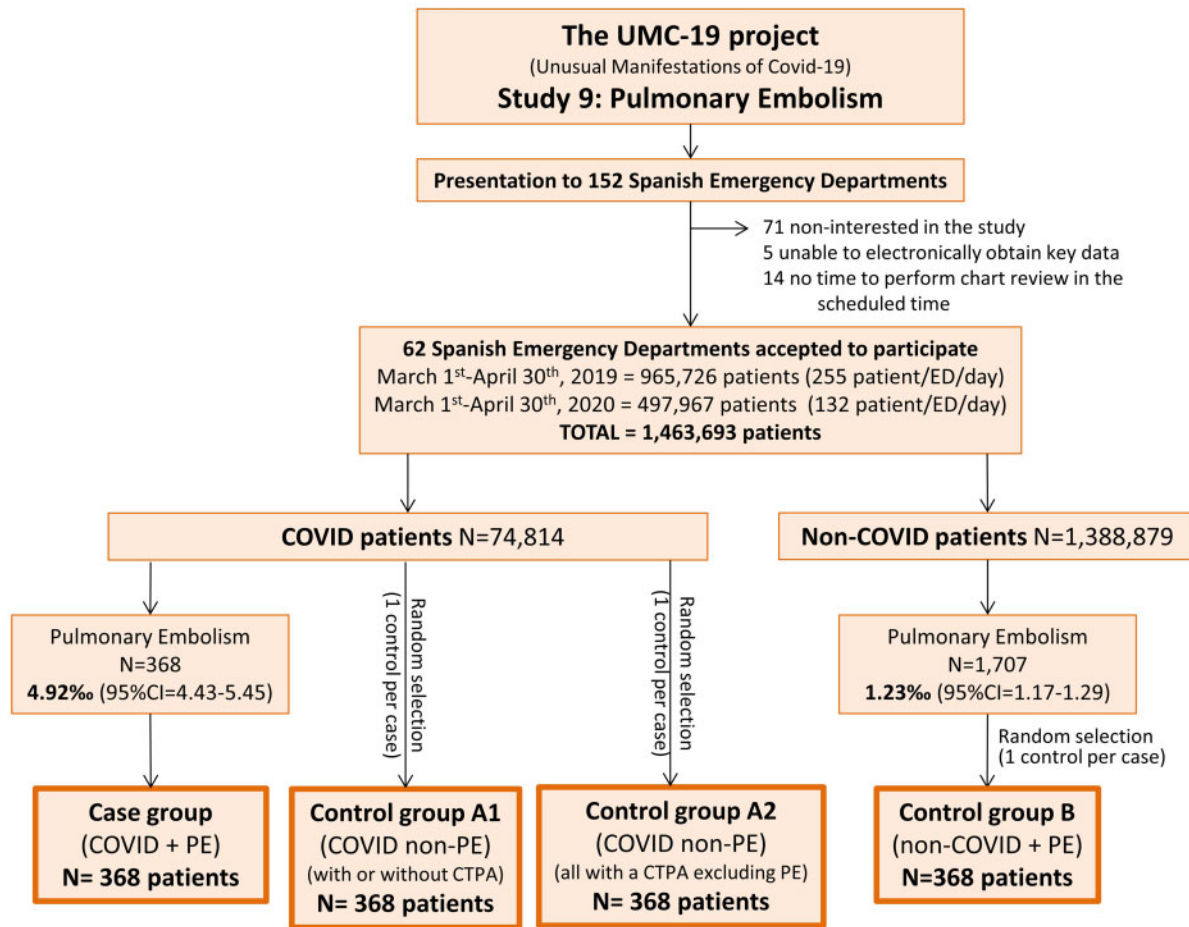 The UMC-19 project
(Unusual Manifestations of Covid-19)
Study 9: Pulmonary Embolism
Presentation to 152 Spanish Emergency Departments
71 non-interested in the study
5 unable to electronically obtain key data
14 no time to perform chart review in the
scheduled time
62 Spanish Emergency Departments accepted to participate
March 1st-April 30th, 2019 = 965,726 patients (255 patient/ED/day)
March 1st-April 30th, 2020 = 497,967 patients (132 patient/ED/day)
TOTAL = 1,463,693 patients
COVID patients N=74,814
Non-COVID patients N=1,388,879
Pulmonary Embolism
N=368
4.92‰ (95%CI=4.43-5.45)
Random selection
(1 control per case)
Random selection
(1 control per case)
Pulmonary Embolism
N=1,707
1.23‰ (95%CI=1.17-1.29)
Random selection
(1 control per case)
Case group
(COVID + PE)
N= 368 patients
Control group A1
(COVID non-PE)
(with or without CTPA)
N= 368 patients
Control group A2
(COVID non-PE)
(all with a CTPA excluding PE)
N= 368 patients
Control group B
(non-COVID + PE)
N=368 patients